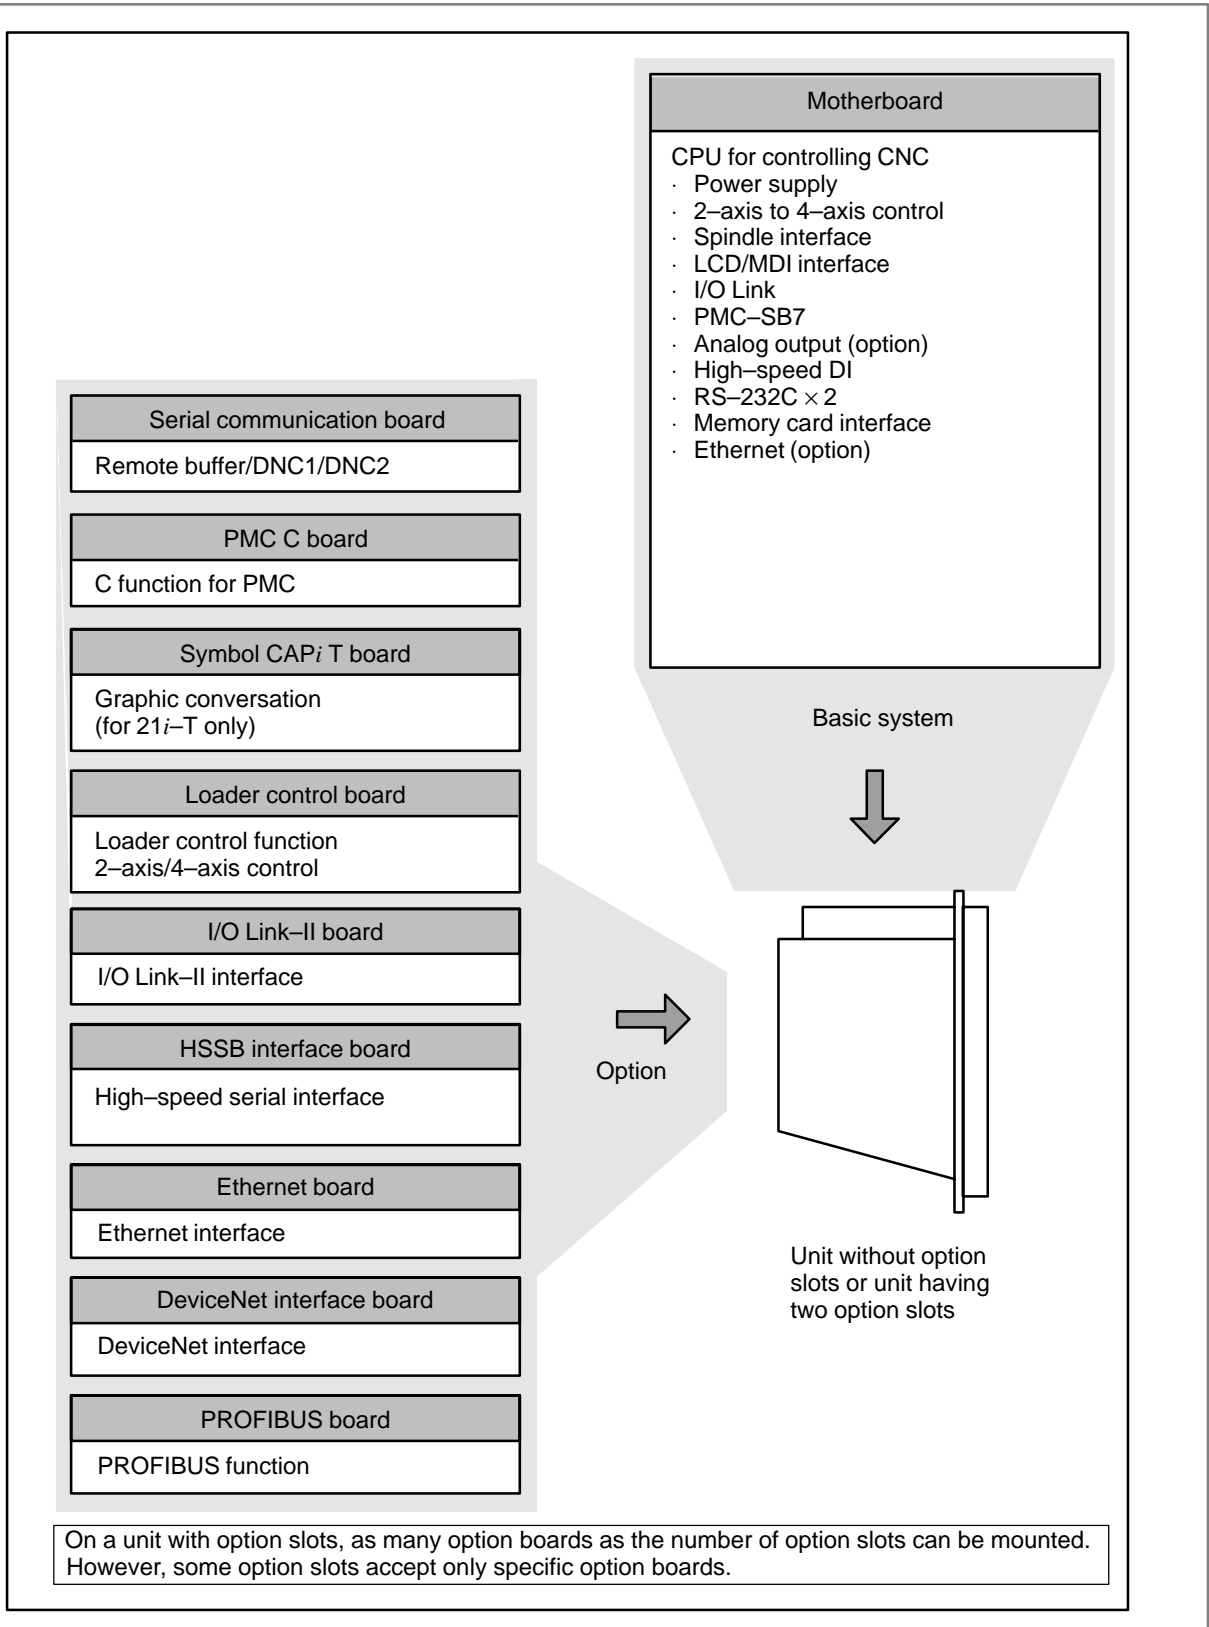 Motherboard
CPU for controlling CNC
· Power supply
· 2–axis to 4–axis control
· Spindle interface
· LCD/MDI interface
· I/O Link
· PMC–SB7
· Analog output (option)
· High–speed DI
· RS–232C × 2
· Memory card interface
· Ethernet (option)
Basic system
Serial communication board
Remote buffer/DNC1/DNC2
PMC C board
C function for PMC
Symbol CAPi T board
Graphic conversation
(for 21i–T only)
Loader control board
Loader control function
2–axis/4–axis control
I/O Link–II board
I/O Link–II interface
HSSB interface board
High–speed serial interface
Ethernet board
Ethernet interface
DeviceNet interface board
DeviceNet interface
PROFIBUS board
PROFIBUS function
Option
Unit without option
slots or unit having
two option slots
On a unit with option slots, as many option boards as the number of option slots can be mounted.
However, some option slots accept only specific option boards.